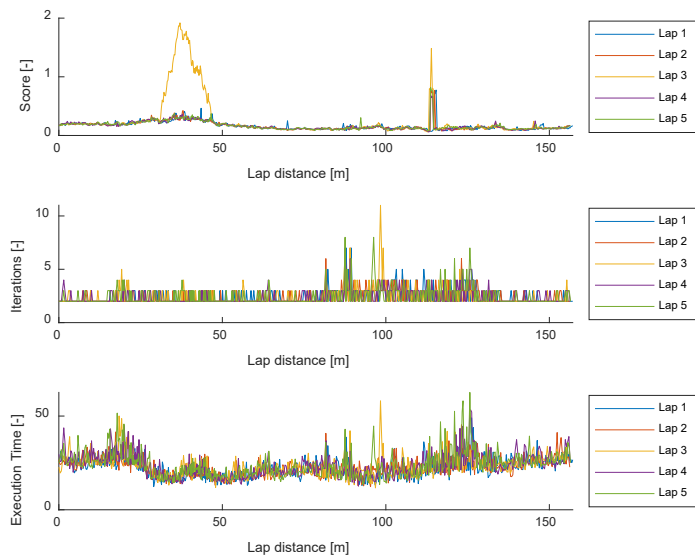 2
1
0
Score [-]
0
50
100
150
Lap distance [m]
Lap 1
Lap 2
Lap 3
Lap 4
Lap 5
10
5
0
Iterations [-]
0
50
100
150
Lap distance [m]
Lap 1
Lap 2
Lap 3
Lap 4
Lap 5
50
0
Execution Time [-]
0
50
100
150
Lap distance [m]
Lap 1
Lap 2
Lap 3
Lap 4
Lap 5